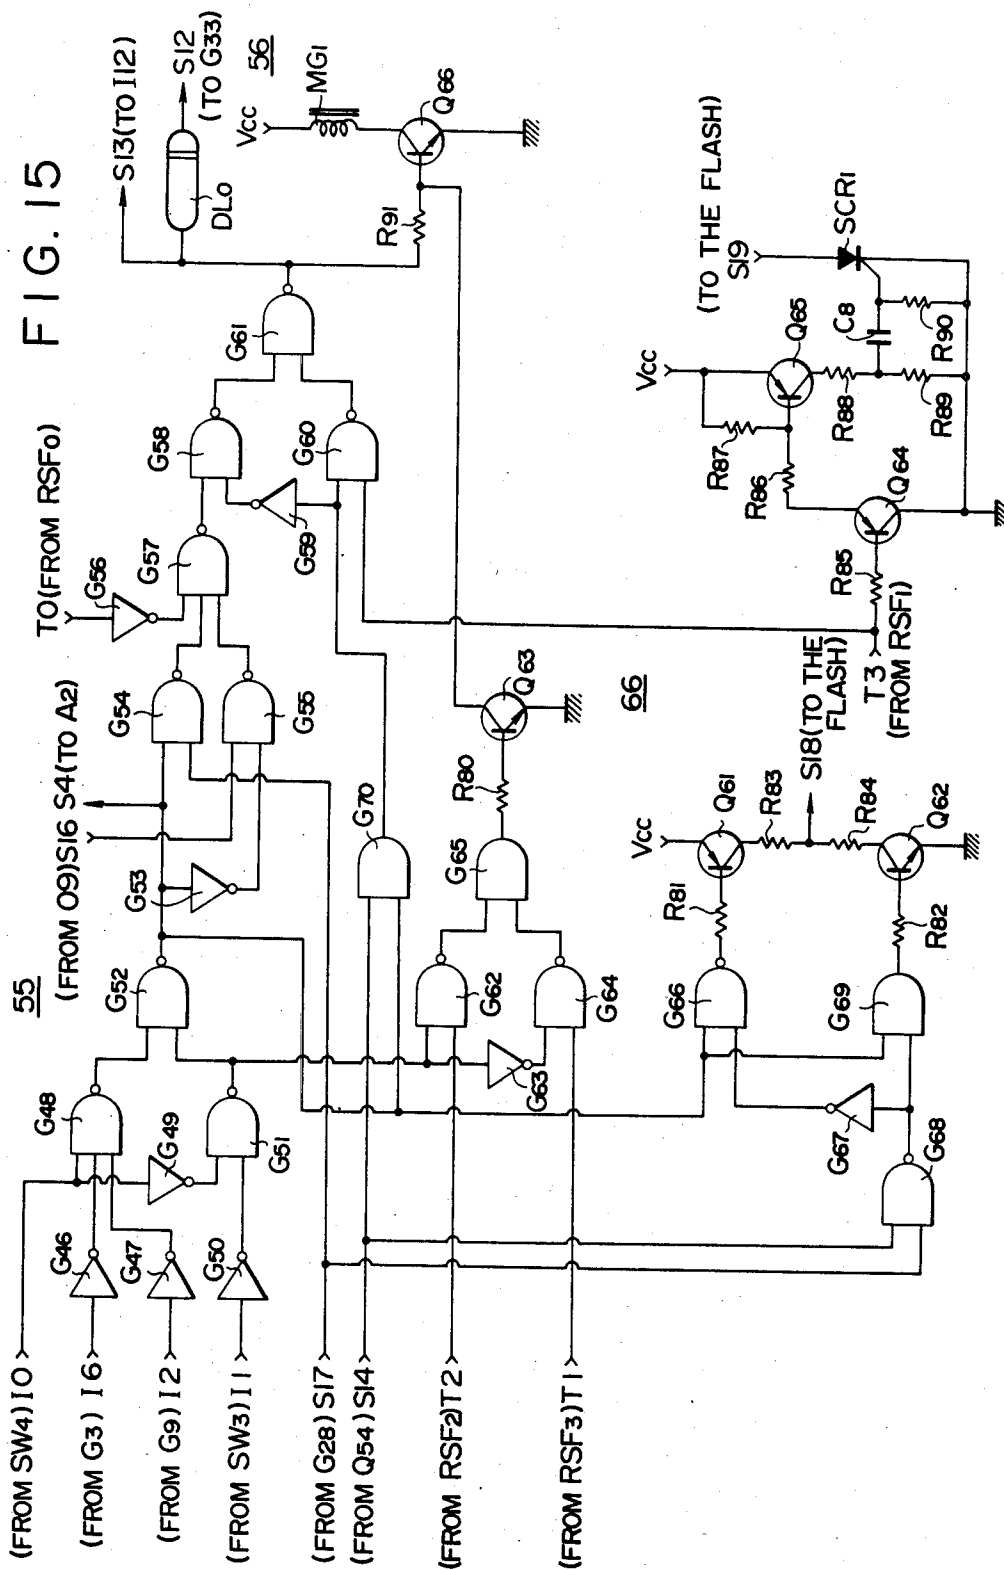 FIG. 15
(FROM SW4) I0
(FROM G3) I6
(FROM G9) I2
(FROM SW3) I1
(FROM G28) S17
(FROM Q54) S14
(FROM RSF2) T2
(FROM RSF3) T1
G46
G47
G50
G48
G49
G51
55
G52
(FROM O9) S16
S4 (TO A2)
G53
G54
G55
TO (FROM RSF0)
G56
G57
G58
G59
G60
G61
S13 (TO I12)
DL0
S12
(TO G33)
56
Vcc
MG1
Q66
R91
G70
G62
G63
G64
G65
R80
Q63
66
G66
G67
G68
G69
R81
R82
Vcc
Q61
R83
S18 (TO THE
FLASH)
R84
Q62
T3
(FROM RSF1)
R85
Q64
R86
R87
Vcc
Q65
R88
R89
C8
R90
(TO THE FLASH)
S19
SCR1